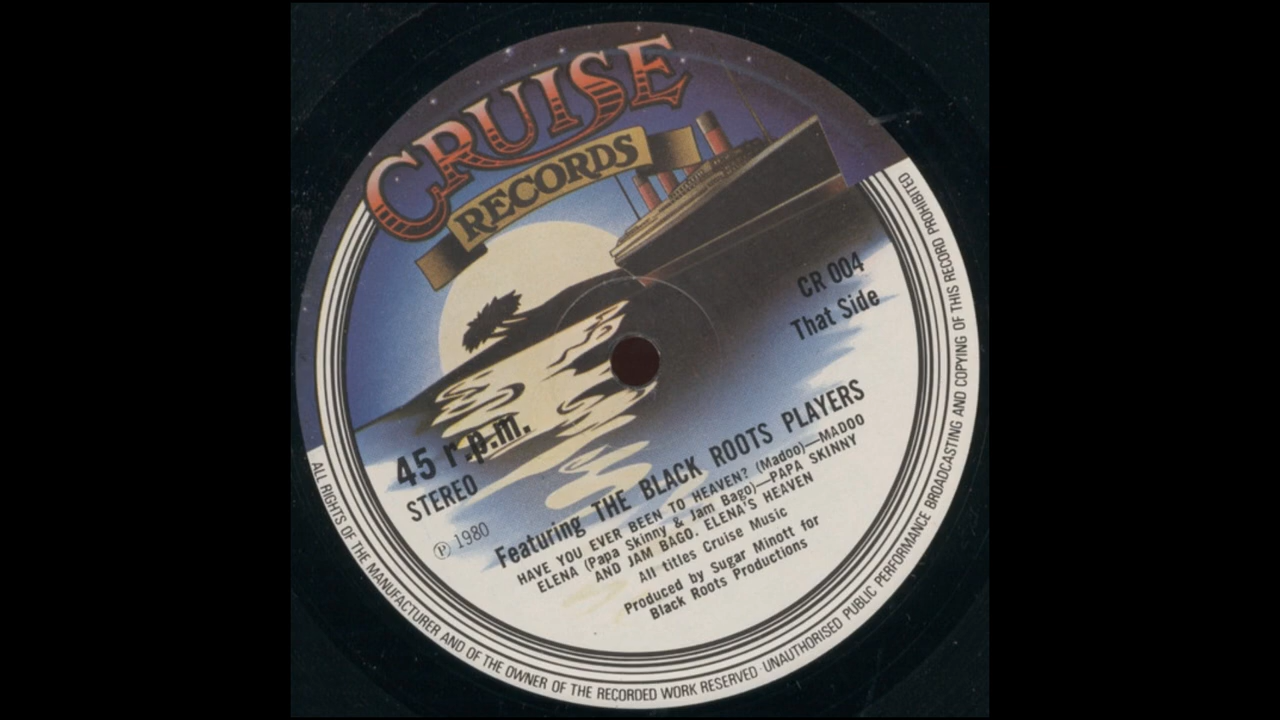 CRUISE
RECORDS
CR 004
That Side
45 r.p.m.
STEREO
℗ 1980
Featuring THE BLACK ROOTS PLAYERS
HAVE YOU EVER BEEN TO HEAVEN? (Madoo)—MADOO
ELENA (Papa Skinny & Jam Bago)—PAPA SKINNY
AND JAM BAGO. ELENA'S HEAVEN
All titles Cruise Music
Produced by Sugar Minott for
Black Roots Productions
ALL RIGHTS OF THE MANUFACTURER AND OF THE OWNER OF THE RECORDED WORK RESERVED · UNAUTHORISED PUBLIC PERFORMANCE BROADCASTING AND COPYING OF THIS RECORD PROHIBITED